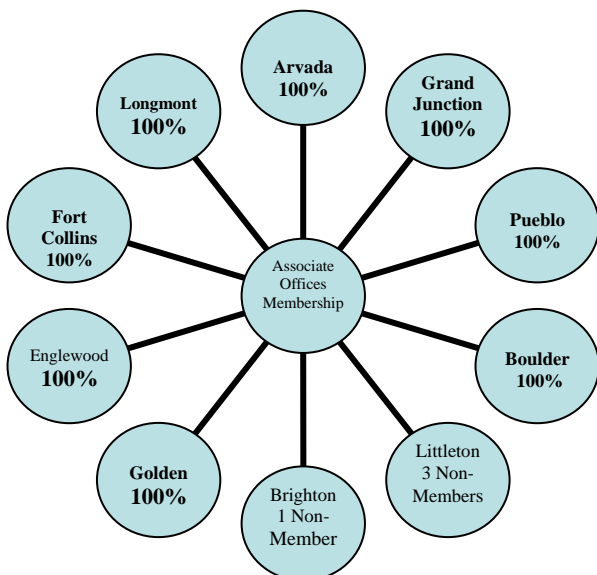 Arvada
100%
Grand
Junction
100%
Longmont
100%
Fort
Collins
100%
Pueblo
100%
Associate
Offices
Membership
Englewood
100%
Boulder
100%
Golden
100%
Brighton
1 Non-
Member
Littleton
3 Non-
Members